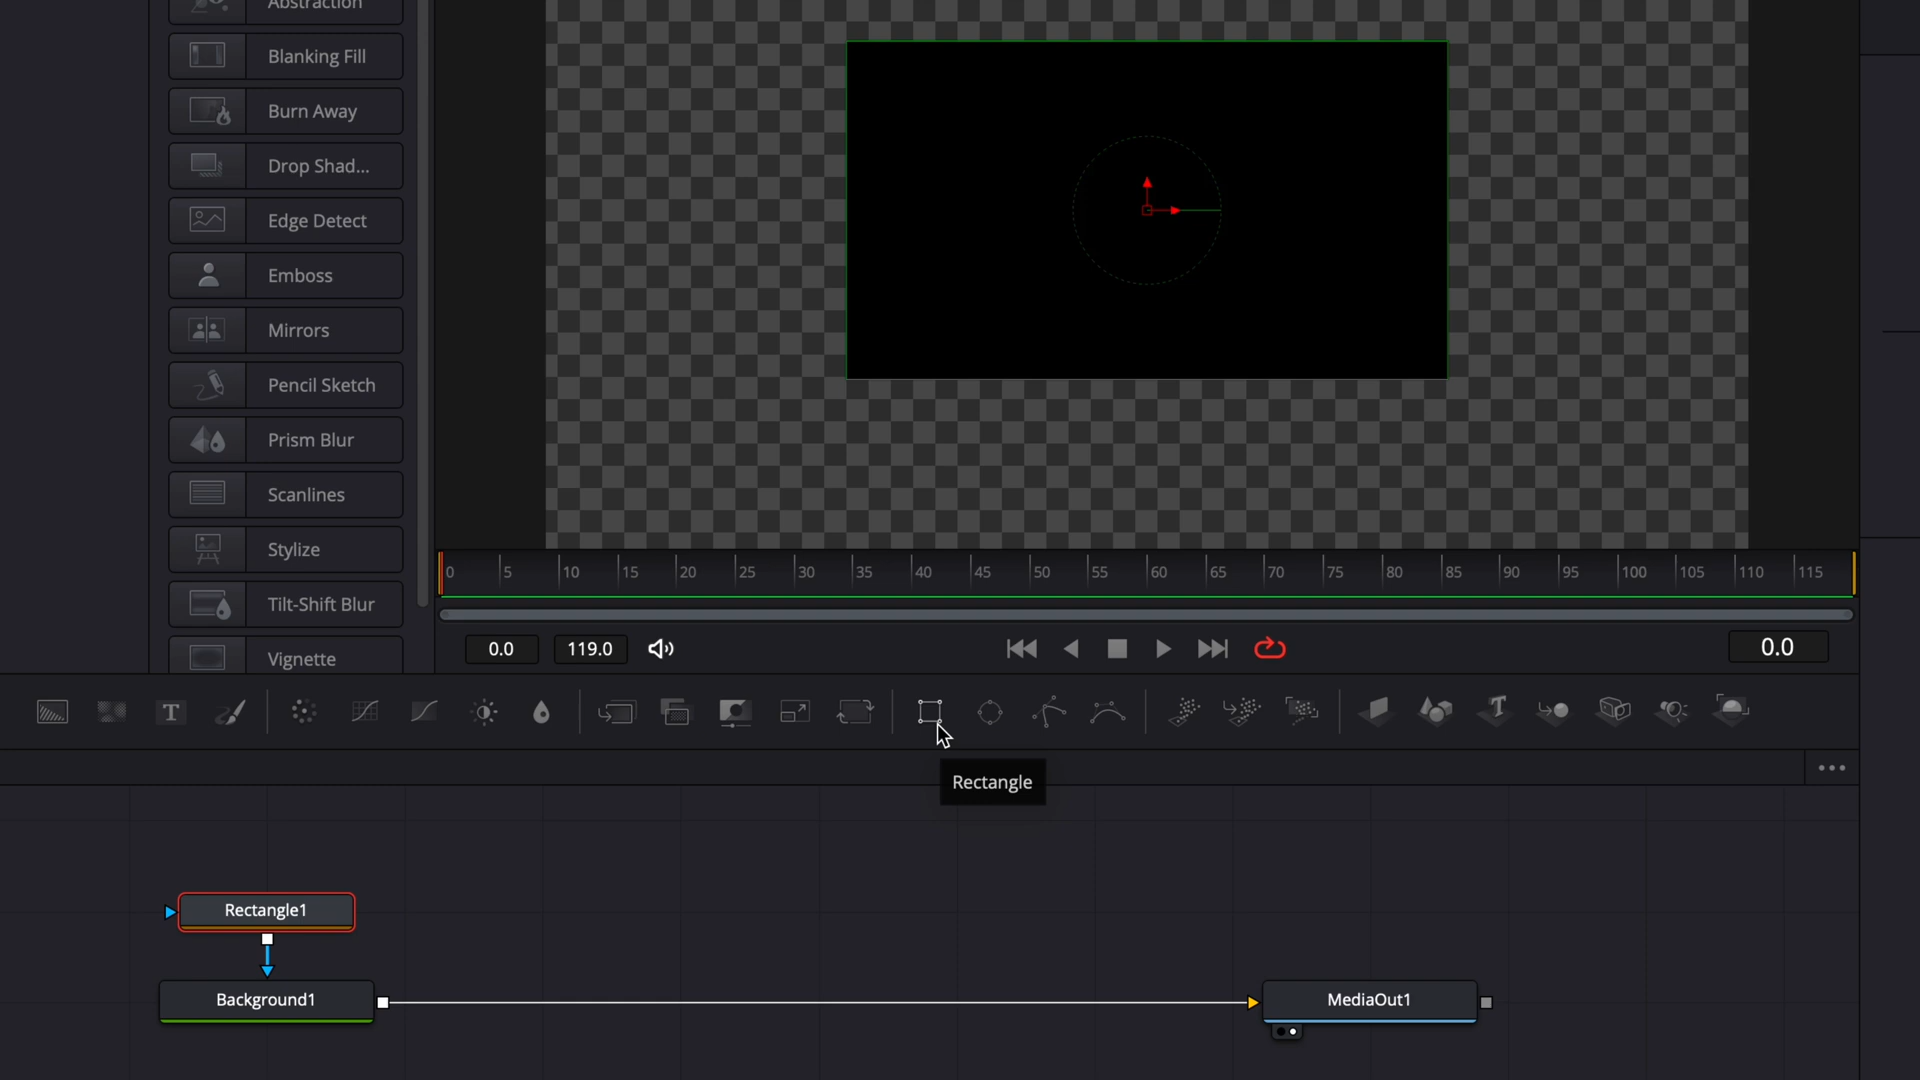 Abstraction
Blanking Fill
Burn Away
Drop Shad...
Edge Detect
Emboss
Mirrors
Pencil Sketch
Prism Blur
Scanlines
Stylize
Tilt-Shift Blur
Vignette
0 5 10 15 20 25 30 35 40 45 50 55 60 65 70 75 80 85 90 95 100 105 110 115
0.0 119.0 0.0
T
Rectangle
Rectangle1
Background1 MediaOut1